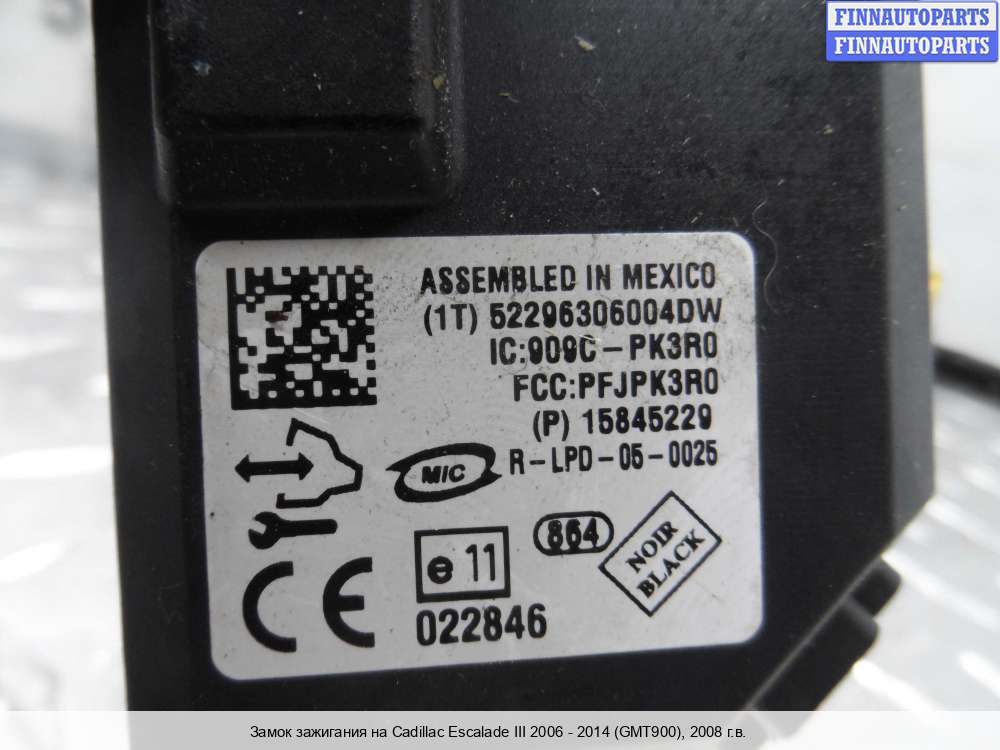 FINNAUTOPARTS
FINNAUTOPARTS
ASSEMBLED IN MEXICO
(1T) 52296306004DW
IC:909C-PK3R0
FCC:PFJPK3R0
(P) 15845229
R-LPD-05-0025
MIC
864
NOIR
BLACK
e 11
CE
022846
Замок зажигания на Cadillac Escalade III 2006 - 2014 (GMT900), 2008 г.в.